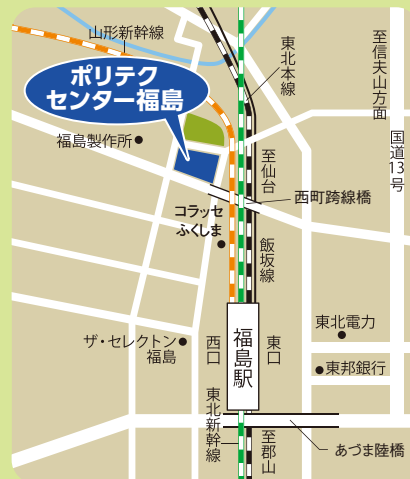 山形新幹線
東北本線
至信夫山方面
ポリテク
センター福島
国道13号
福島製作所
至仙台
西町跨線橋
コラッセ
ふくしま
飯坂線
東北電力
ザ・セレクトン
福島
西口
福島駅
東口
東邦銀行
東北新幹線
至郡山
あづま陸橋